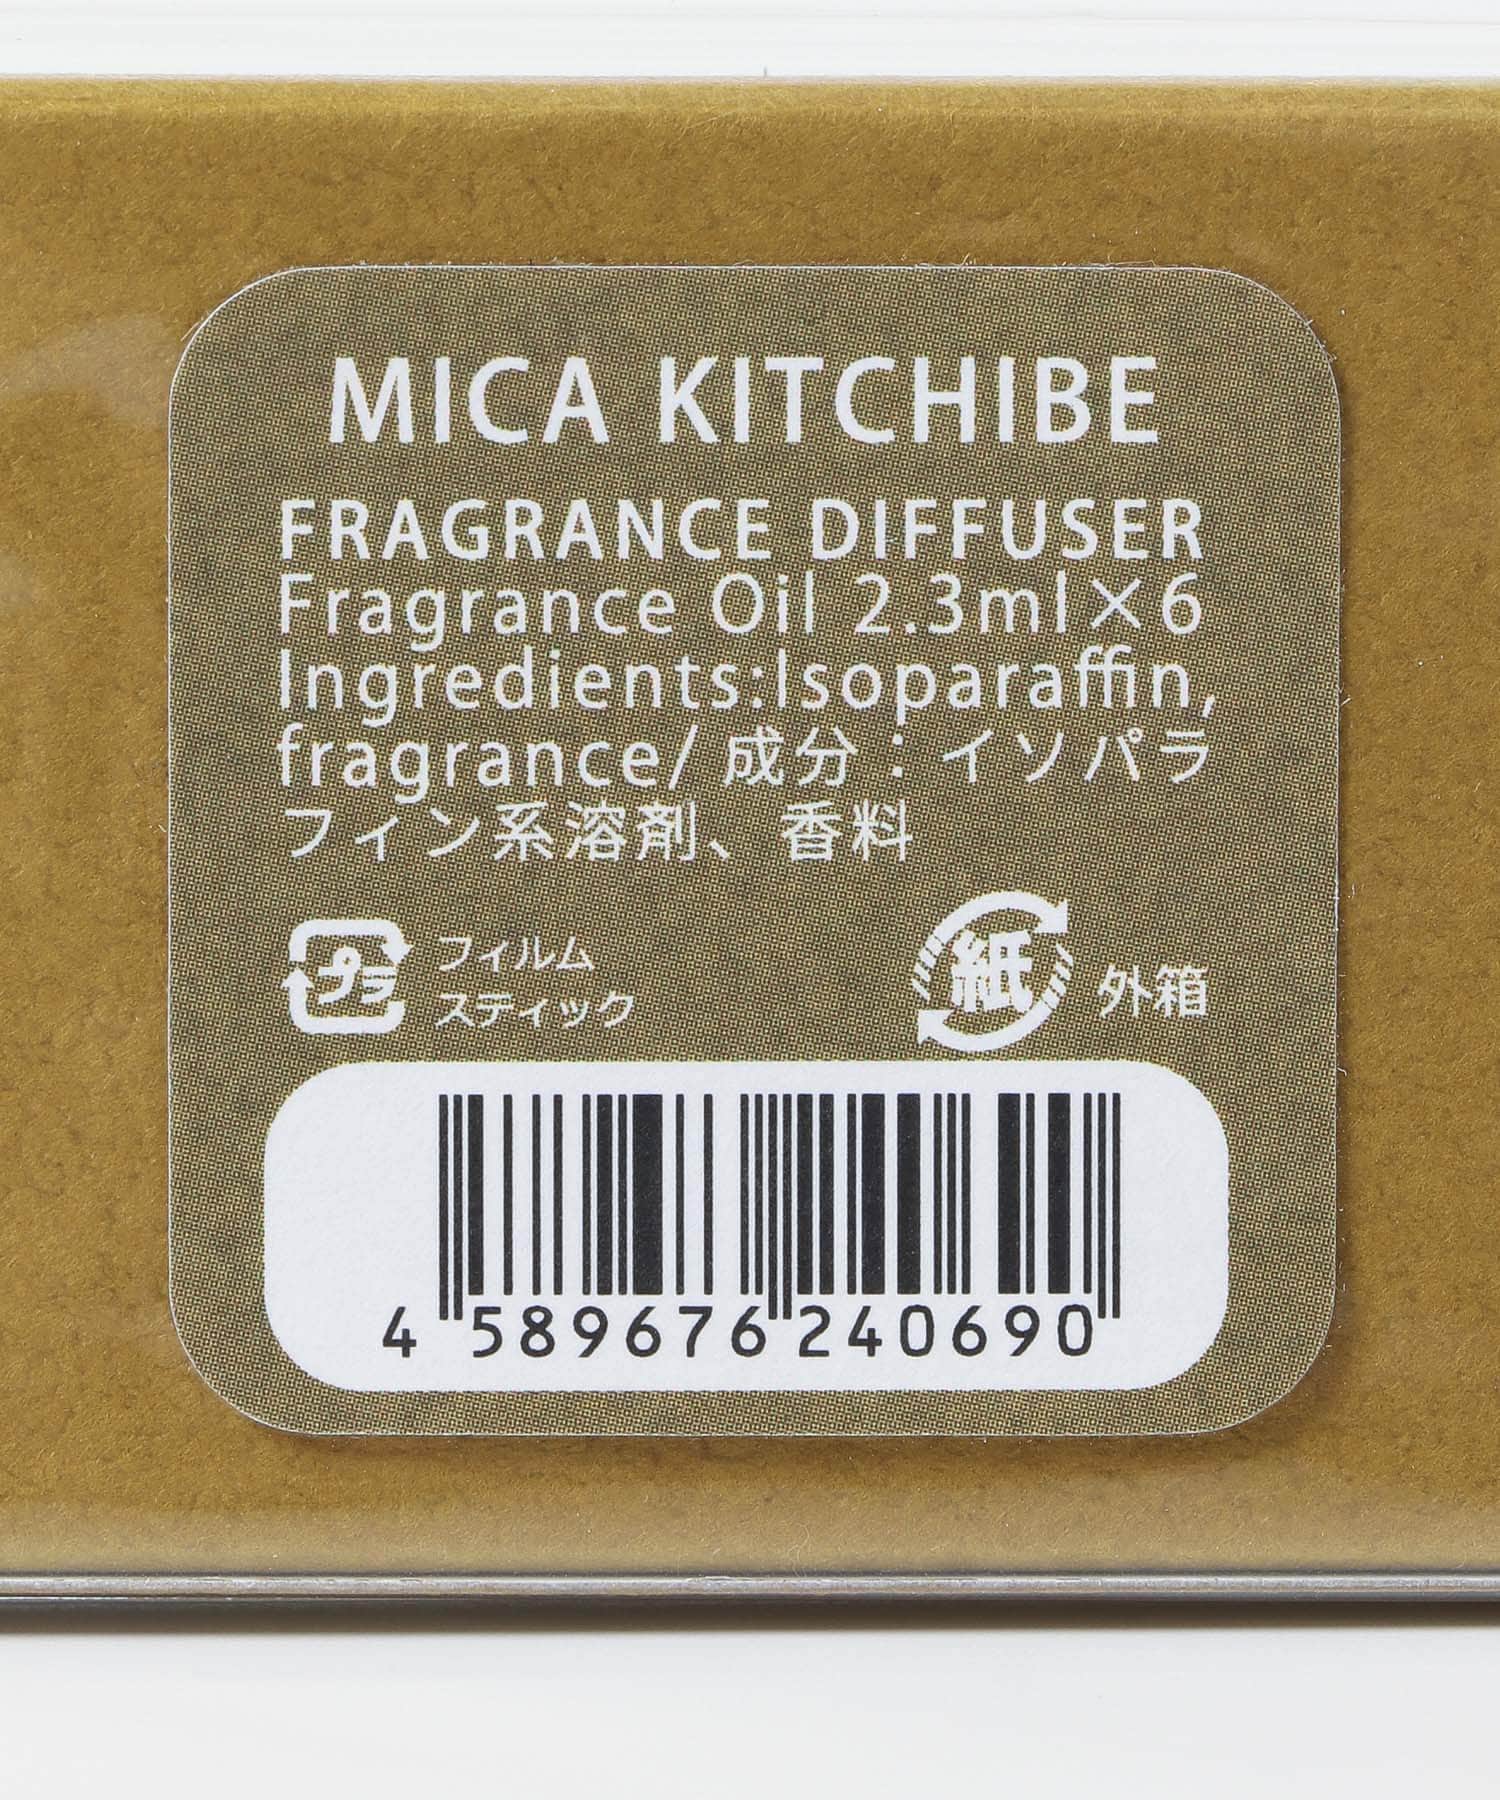 MICA KITCHIBE
FRAGRANCE DIFFUSER
Fragrance Oil 2.3ml×6
Ingredients:Isoparaffin,
fragrance/ 成分：イソパラ
フィン系溶剤、香料
プラ フィルム
スティック
紙 外箱
4 589676 240690